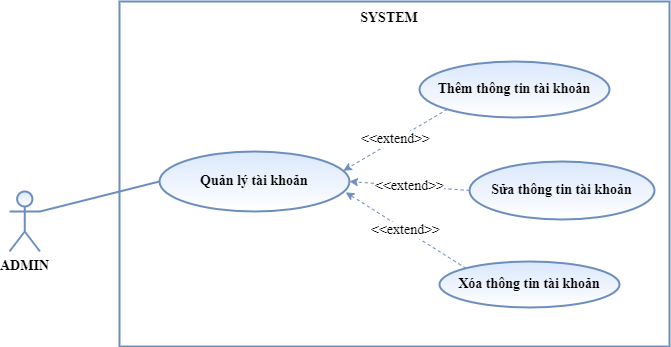 SYSTEM
Thêm thông tin tài khoản
<<extend>>
Quản lý tài khoản
<<extend>>
Sửa thông tin tài khoản
<<extend>>
ADMIN
Xóa thông tin tài khoản